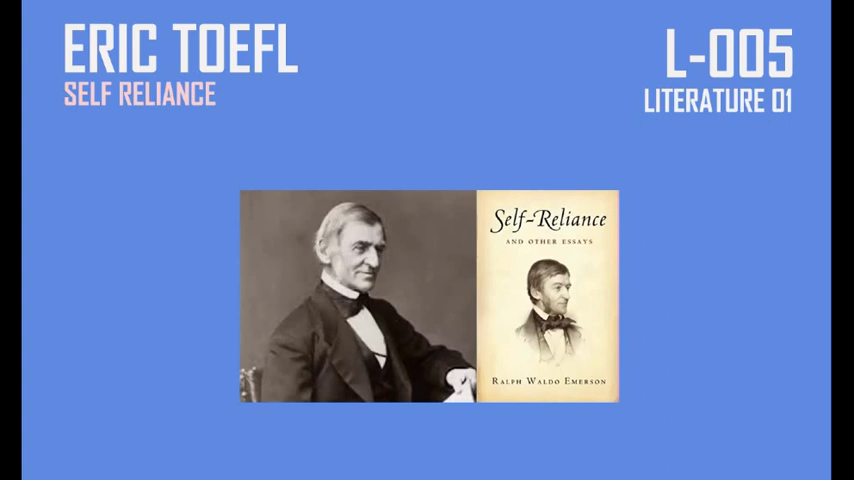 ERIC TOEFL
SELF RELIANCE
L-005
LITERATURE 01
Self-Reliance
AND OTHER ESSAYS
RALPH WALDO EMERSON